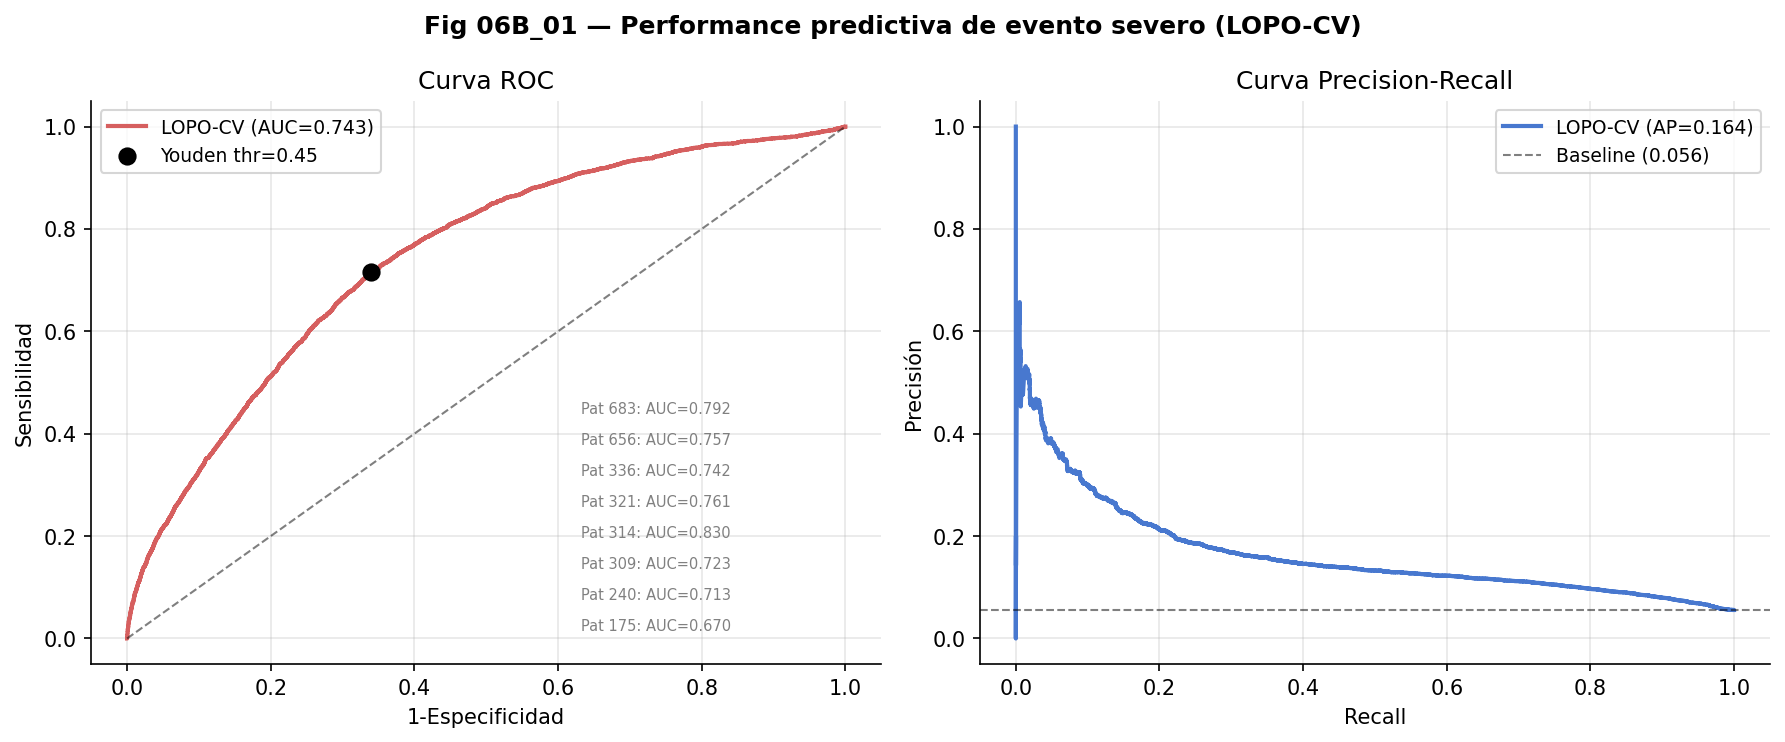 Fig 06B_01 — Performance predictiva de evento severo (LOPO-CV)
Curva ROC
LOPO-CV (AUC=0.743)
Youden thr=0.45
Sensibilidad
1.0
0.8
0.6
0.4
0.2
0.0
Pat 683: AUC=0.792
Pat 656: AUC=0.757
Pat 336: AUC=0.742
Pat 321: AUC=0.761
Pat 314: AUC=0.830
Pat 309: AUC=0.723
Pat 240: AUC=0.713
Pat 175: AUC=0.670
0.0 0.2 0.4 0.6 0.8 1.0
1-Especificidad
Curva Precision-Recall
LOPO-CV (AP=0.164)
Baseline (0.056)
Precisión
1.0
0.8
0.6
0.4
0.2
0.0
0.0 0.2 0.4 0.6 0.8 1.0
Recall